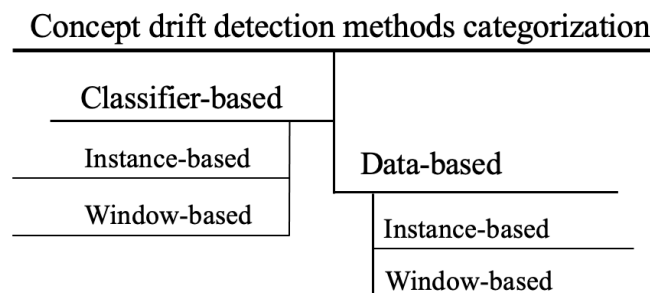 Concept drift detection methods categorization
Classifier-based
Instance-based
Window-based
Data-based
Instance-based
Window-based